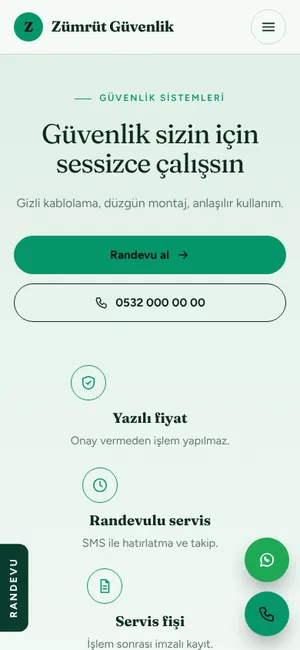 Z Zümrüt Güvenlik
GÜVENLİK SİSTEMLERİ
Güvenlik sizin için
sessizce çalışsın
Gizli kablolama, düzgün montaj, anlaşılır kullanım.
Randevu al →
0532 000 00 00
Yazılı fiyat
Onay vermeden işlem yapılmaz.
Randevulu servis
SMS ile hatırlatma ve takip.
RANDEVU
Servis fişi
İşlem sonrası imzalı kayıt.